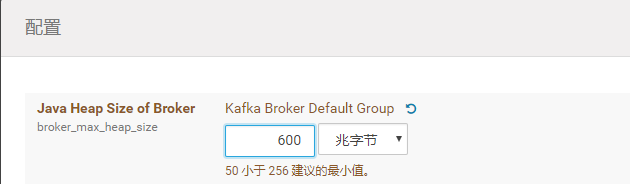 配置
Java Heap Size of Broker
broker_max_heap_size
Kafka Broker Default Group
600 兆字节
50 小于 256 建议的最小值。